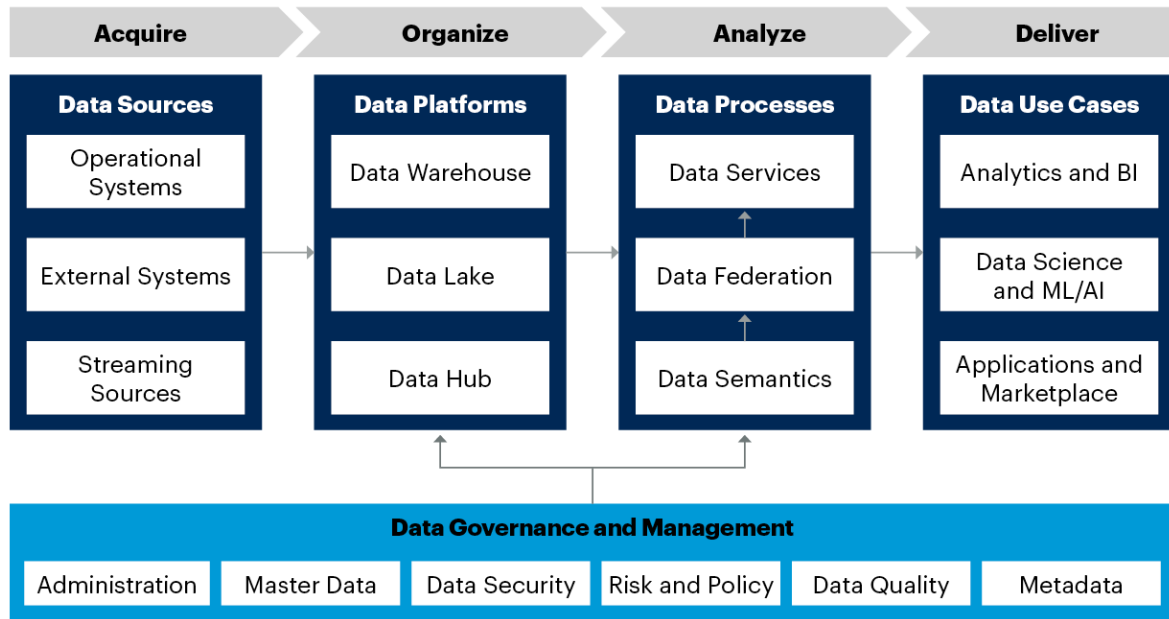 Acquire
Organize
Analyze
Deliver
Data Sources
Operational
Systems
External Systems
Streaming
Sources
Data Platforms
Data Warehouse
Data Lake
Data Hub
Data Processes
Data Services
Data Federation
Data Semantics
Data Use Cases
Analytics and BI
Data Science
and ML/AI
Applications and
Marketplace
Data Governance and Management
Administration
Master Data
Data Security
Risk and Policy
Data Quality
Metadata